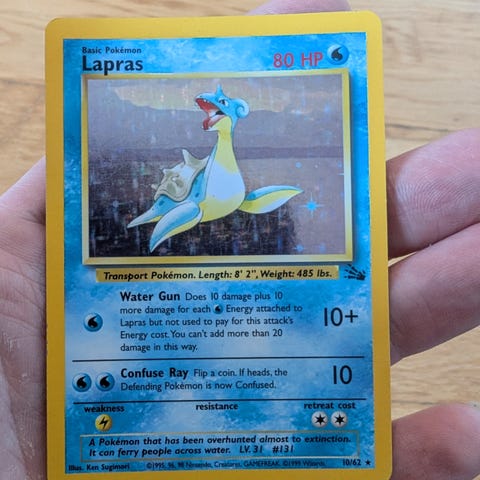 Basic Pokémon
Lapras 80 HP
Transport Pokémon. Length: 8' 2", Weight: 485 lbs.
Water Gun Does 10 damage plus 10
more damage for each Energy attached to
Lapras but not used to pay for this attack's
Energy cost. You can't add more than 20
damage in this way.
10+
Confuse Ray Flip a coin. If heads, the
Defending Pokémon is now Confused.
10
weakness resistance retreat cost
A Pokémon that has been overhunted almost to extinction.
It can ferry people across water. LV. 31 #131
Illus. Ken Sugimori ©1995, 96, 98 Nintendo, Creatures, GAMEFREAK. ©1999 Wizards. 10/62 ★